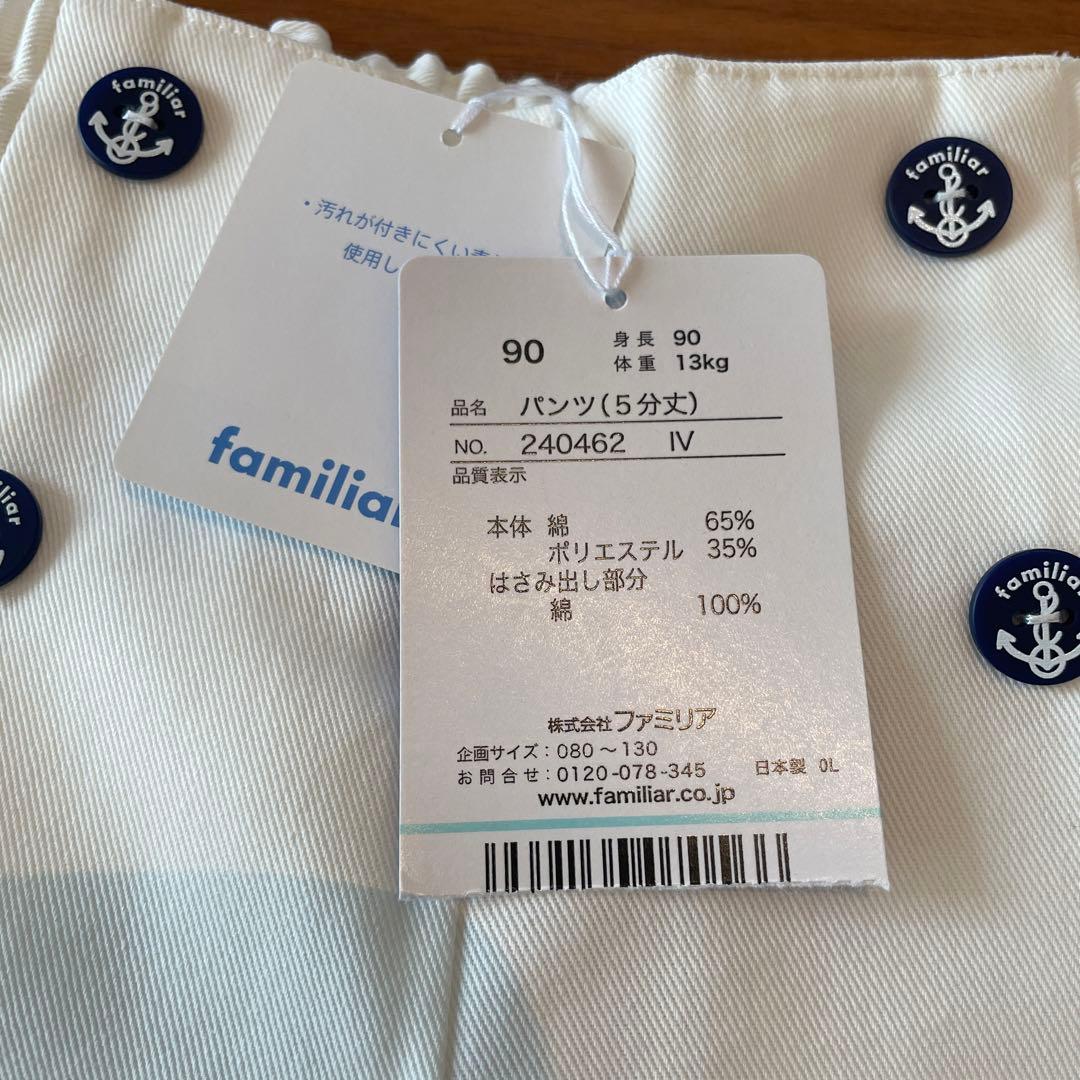 familiar
familiar
・汚れが付きにくい
使用し
familiar
90
身長 90
体重 13kg
品名 パンツ(5分丈)
NO. 240462 IV
品質表示
本体 綿 65%
ポリエステル 35%
はさみ出し部分
綿 100%
株式会社ファミリア
企画サイズ：080～130
お問合せ：0120-078-345 日本製 0L
www.familiar.co.jp
familiar